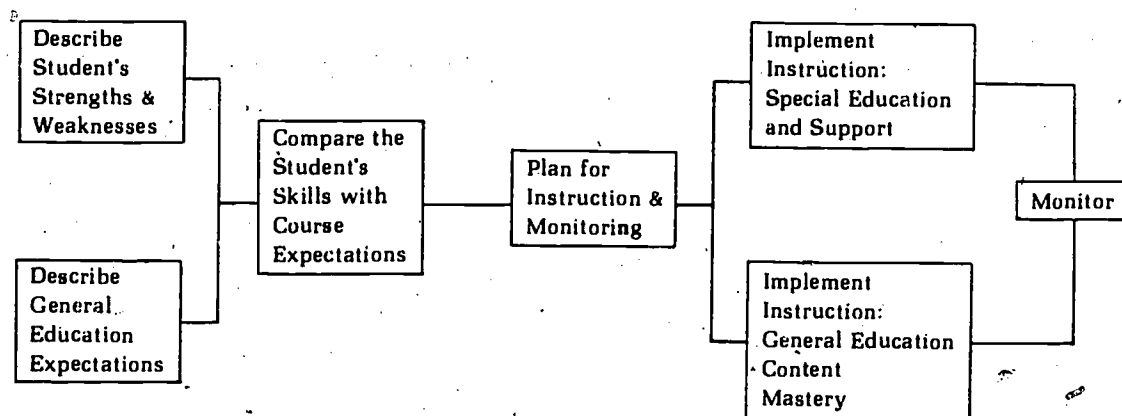 Describe
Student's
Strengths &
Weaknesses
Describe
General
Education
Expectations
Compare the
Student's
Skills with
Course
Expectations
Plan for
Instruction &
Monitoring
Implement
Instruction:
Special Education
and Support
Implement
Instruction:
General Education
Content
Mastery
Monitor